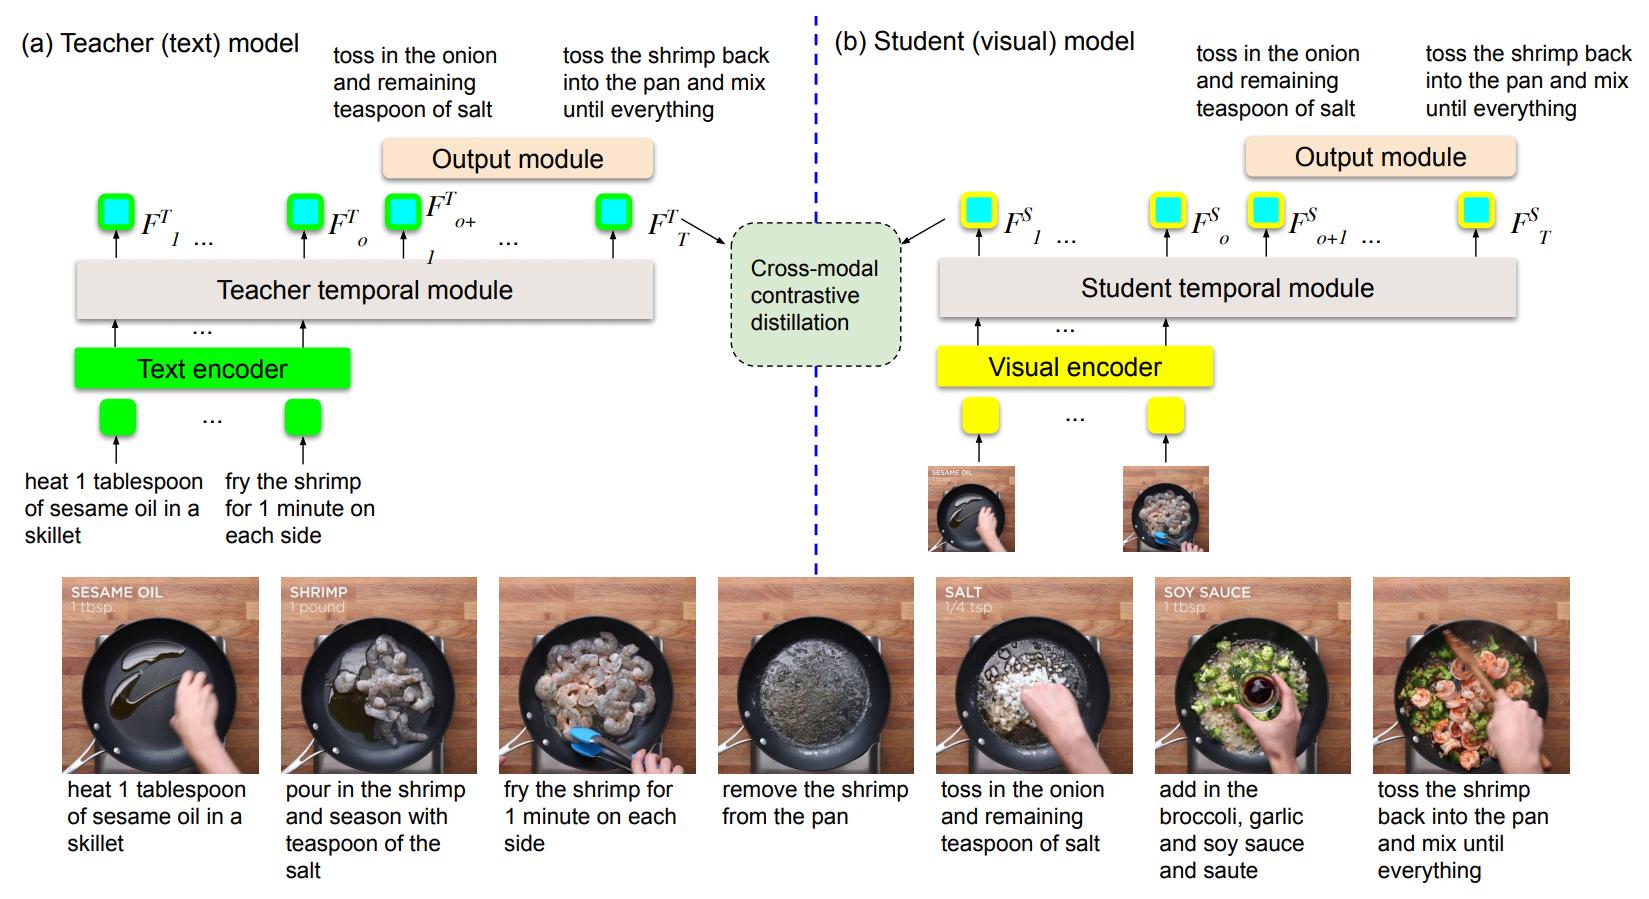 (a) Teacher (text) model
toss in the onion
and remaining
teaspoon of salt
toss the shrimp back
into the pan and mix
until everything
Output module
F^T_1 ...
F^T_o
F^T_{o+1}
...
F^T_T
Teacher temporal module
...
Text encoder
...
heat 1 tablespoon
of sesame oil in a
skillet
fry the shrimp
for 1 minute on
each side
Cross-modal
contrastive
distillation
(b) Student (visual) model
toss in the onion
and remaining
teaspoon of salt
toss the shrimp back
into the pan and mix
until everything
Output module
F^S_1 ...
F^S_o
F^S_{o+1} ...
F^S_T
Student temporal module
...
Visual encoder
...
SESAME OIL
SESAME OIL
1 tbsp
heat 1 tablespoon
of sesame oil in a
skillet
SHRIMP
1 pound
pour in the shrimp
and season with
teaspoon of the
salt
fry the shrimp for
1 minute on each
side
remove the shrimp
from the pan
SALT
1/4 tsp
toss in the onion
and remaining
teaspoon of salt
SOY SAUCE
1 tbsp
add in the
broccoli, garlic
and soy sauce
and saute
toss the shrimp
back into the pan
and mix until
everything